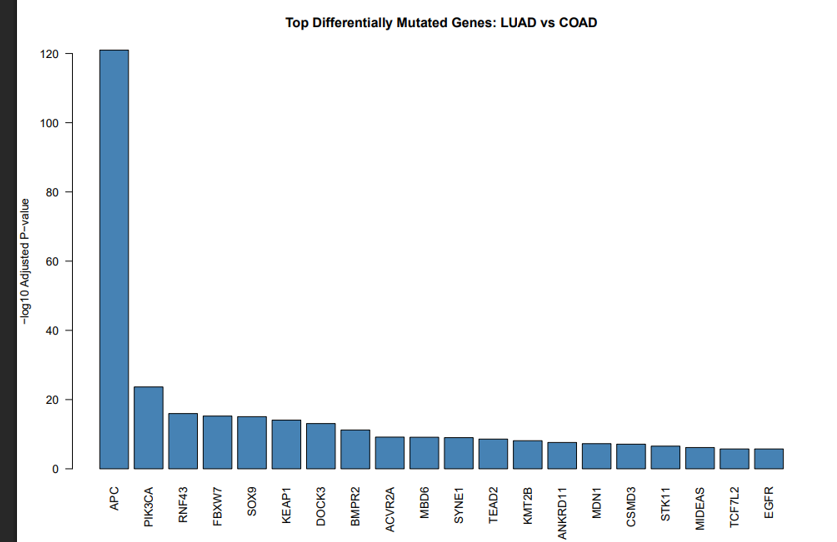 Top Differentially Mutated Genes: LUAD vs COAD
−log10 Adjusted P−value
120
100
80
60
40
20
0
APC
PIK3CA
RNF43
FBXW7
SOX9
KEAP1
DOCK3
BMPR2
ACVR2A
MBD6
SYNE1
TEAD2
KMT2B
ANKRD11
MDN1
CSMD3
STK11
MIDEAS
TCF7L2
EGFR